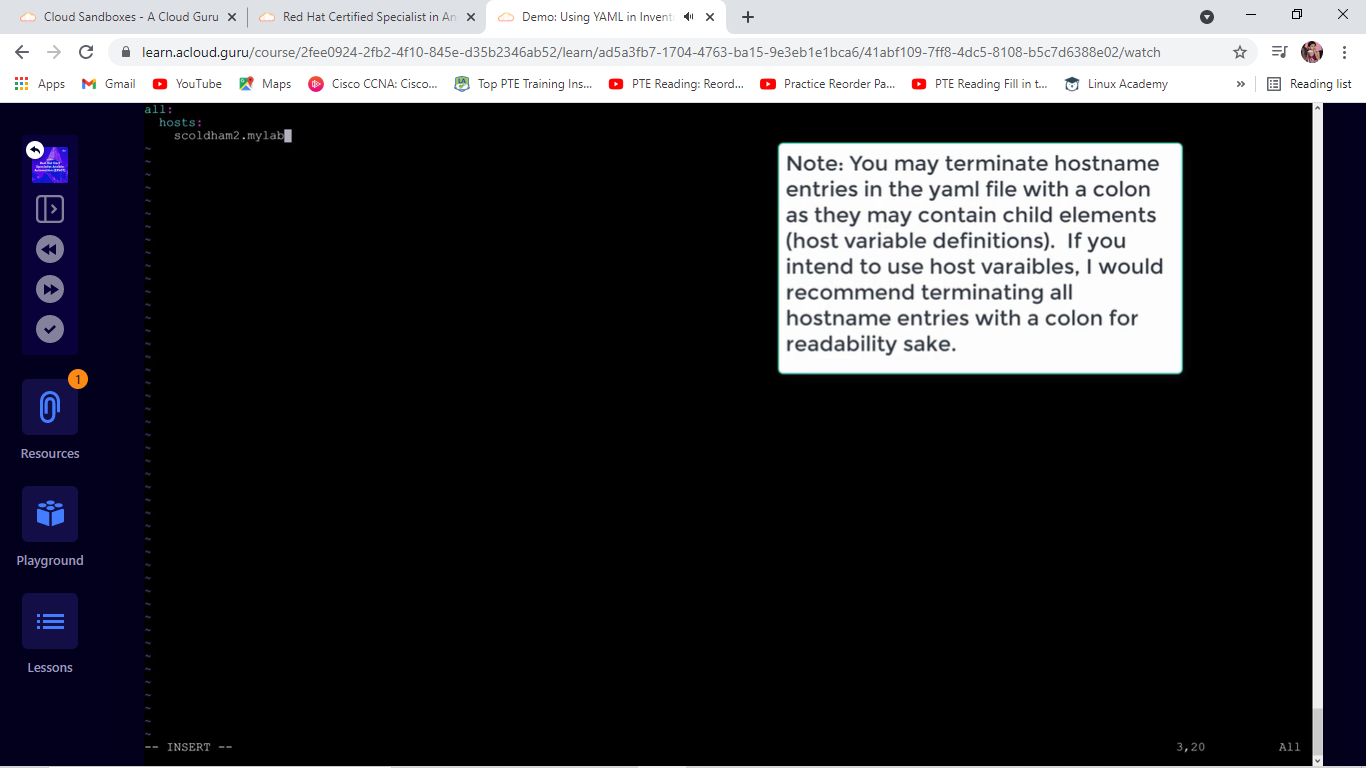 Cloud Sandboxes - A Cloud Guru
Red Hat Certified Specialist in An
Demo: Using YAML in Invent
learn.acloud.guru/course/2fee0924-2fb2-4f10-845e-d35b2346ab52/learn/ad5a3fb7-1704-4763-ba15-9e3eb1e1bca6/41abf109-7ff8-4dc5-8108-b5c7d6388e02/watch
Apps
Gmail
YouTube
Maps
Cisco CCNA: Cisco...
Top PTE Training Ins...
PTE Reading: Reord...
Practice Reorder Pa...
PTE Reading Fill in t...
Linux Academy
»
Reading list
all:
hosts:
scoldham2.mylab
Note: You may terminate hostname
entries in the yaml file with a colon
as they may contain child elements
(host variable definitions). If you
intend to use host varaibles, I would
recommend terminating all
hostname entries with a colon for
readability sake.
1
Resources
Playground
Lessons
-- INSERT --
3,20
All